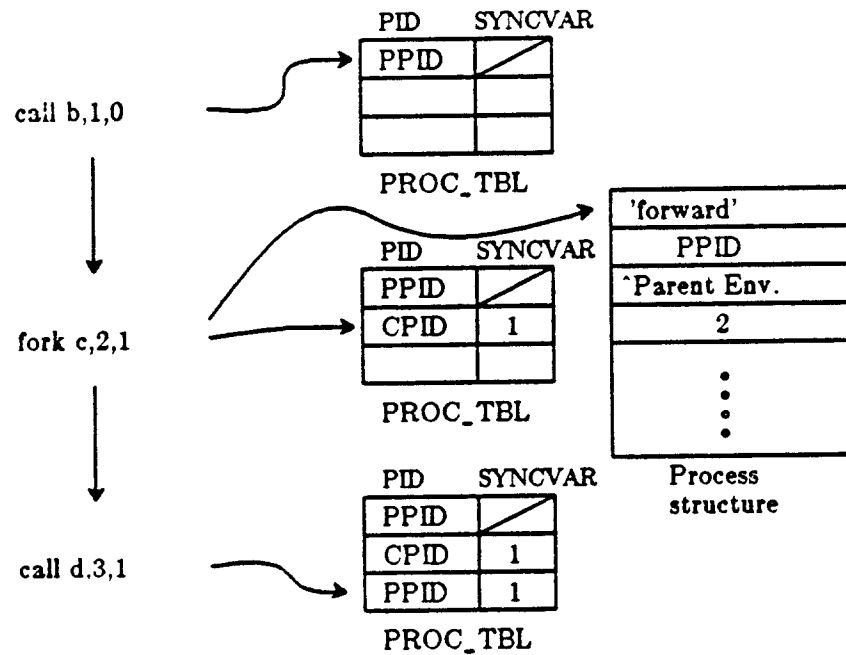 PID SYNCVAR
PPID
call b,1,0
PROC_TBL
'forward'
PPID
^Parent Env.
2
Process
structure
PID SYNCVAR
PPID
CPID 1
fork c,2,1
PROC_TBL
PID SYNCVAR
PPID
CPID 1
PPID 1
call d.3,1
PROC_TBL